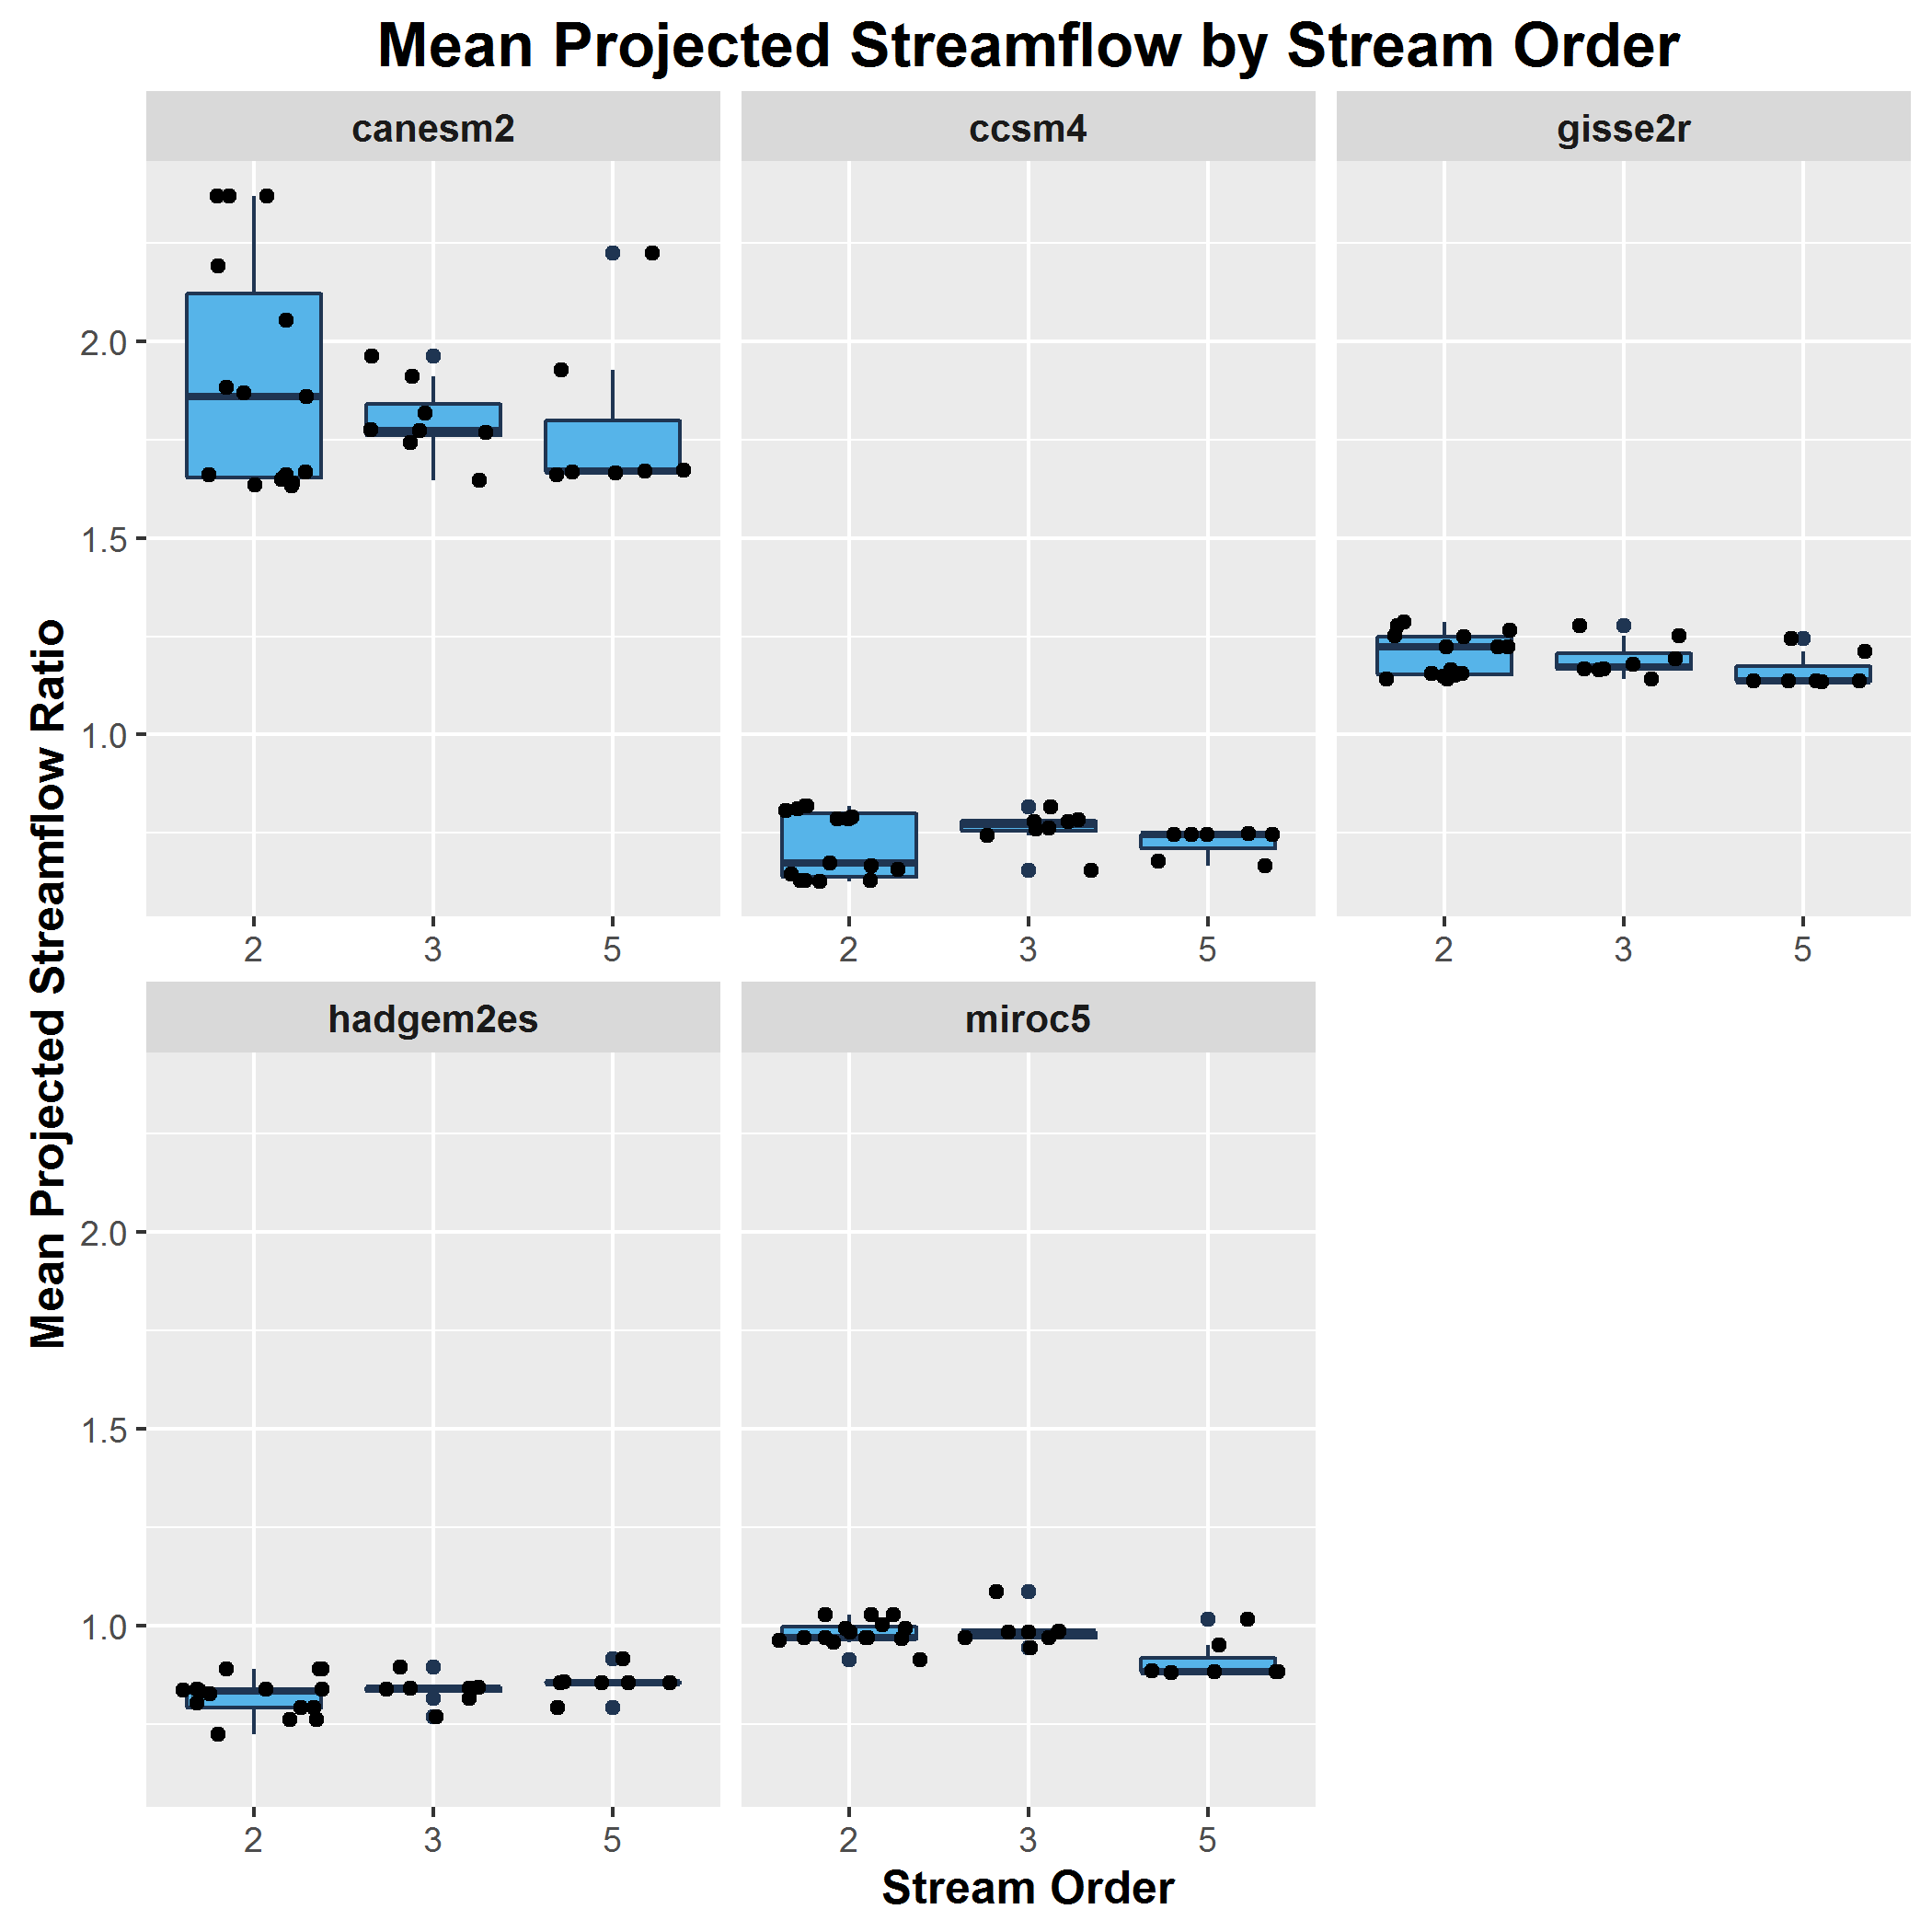 Mean Projected Streamflow by Stream Order
canesm2 ccsm4 gisse2r
2.0
1.5
1.0
2 3 5 2 3 5 2 3 5
hadgem2es miroc5
2.0
1.5
1.0
2 3 5 2 3 5
Mean Projected Streamflow Ratio
Stream Order